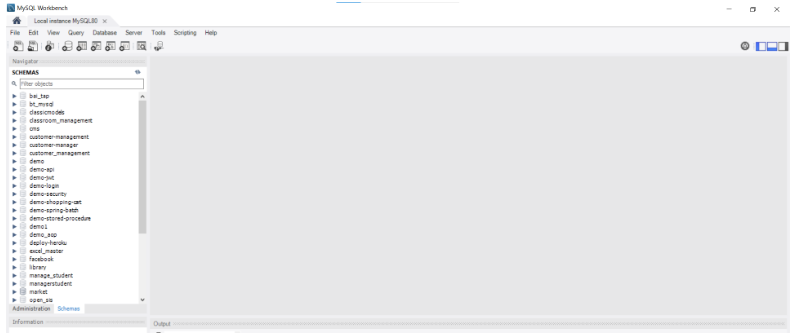 MySQL Workbench
Local instance MySQL80 ×
File Edit View Query Database Server Tools Scripting Help
Navigator
SCHEMAS
Filter objects
bai_tap
bt_mysql
classicmodels
classroom_management
cms
customer-management
customer-manager
customer_management
demo
demo-api
demo-jwt
demo-login
demo-security
demo-shopping-cart
demo-spring-batch
demo-stored-procedure
demo1
demo_aop
deploy-heroku
excel_master
facebook
library
manage_student
managerstudent
market
open_sis
Administration Schemas
Information
Output